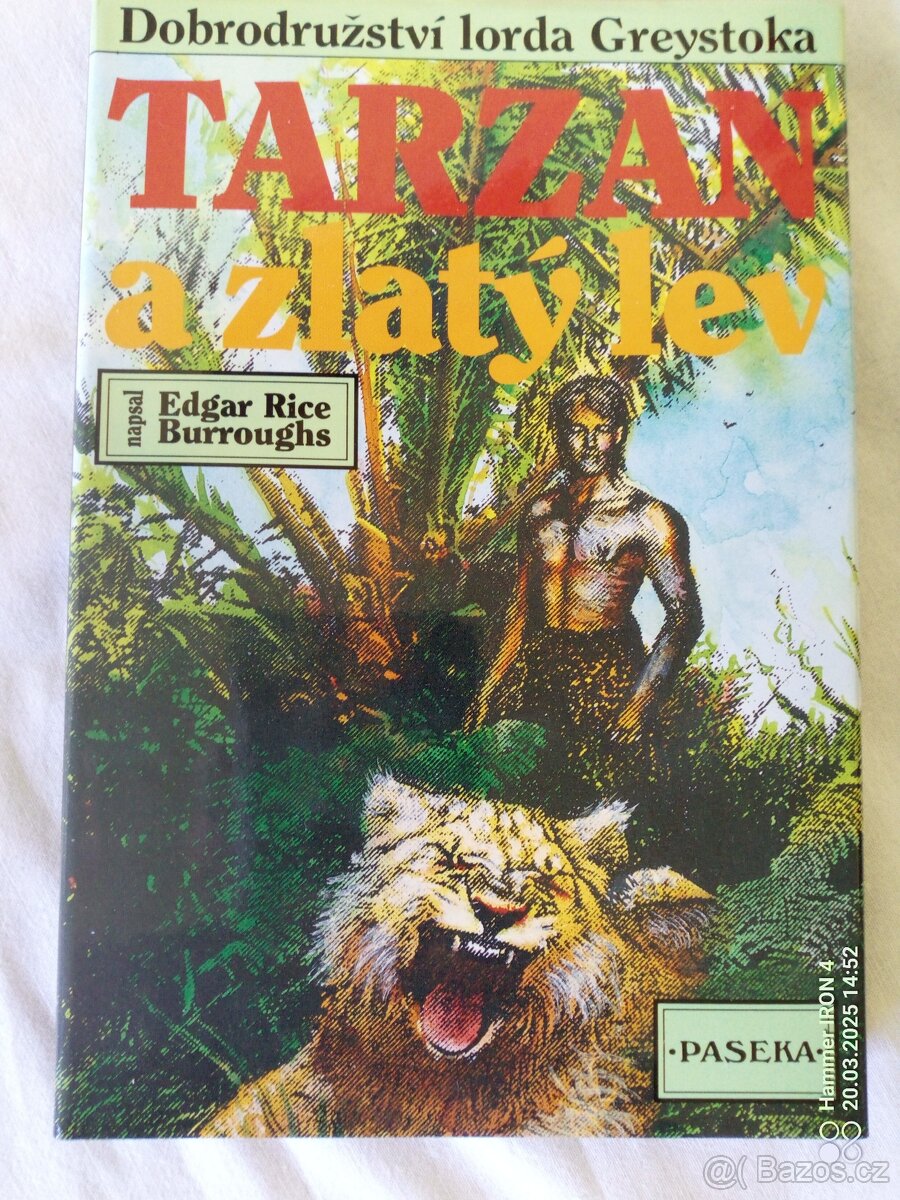 Dobrodružství lorda Greystoka
TARZAN
a zlatý lev
napsal
Edgar Rice
Burroughs
·PASEKA·
Hammer IRON 4
20.03.2025 14:52
@( Bazoš.cz